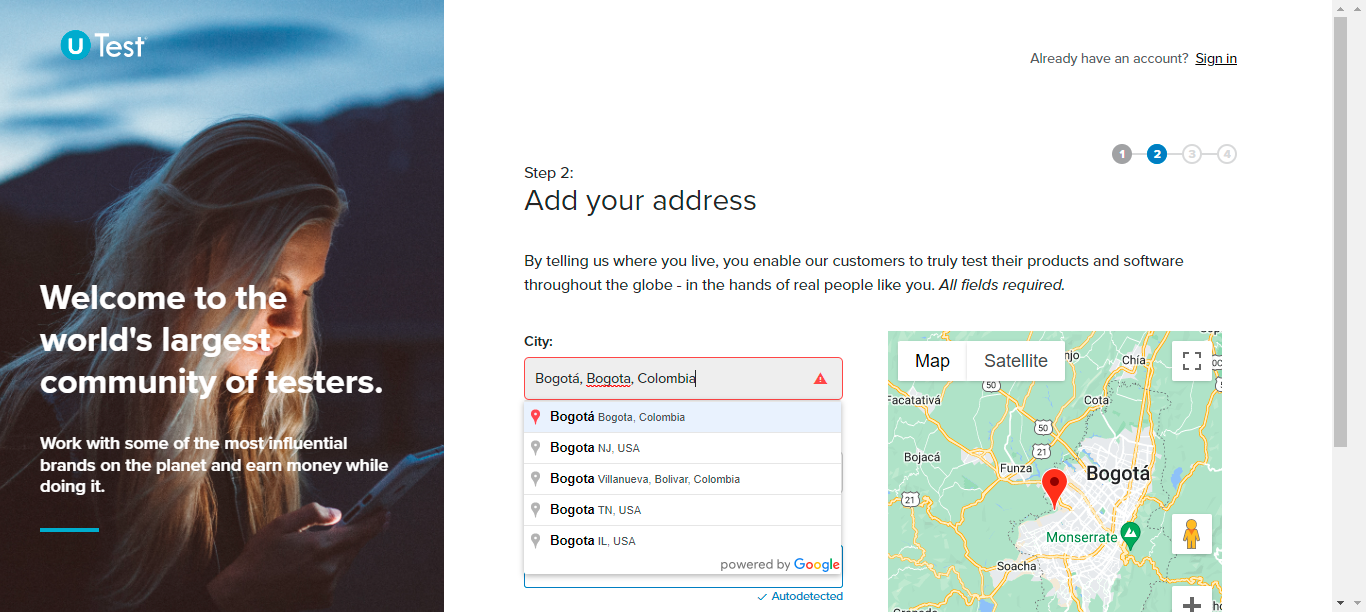 U Test
Already have an account? Sign in
1 2 3 4
Step 2:
Add your address
By telling us where you live, you enable our customers to truly test their products and software
throughout the globe - in the hands of real people like you. All fields required.
Welcome to the
world's largest
community of testers.
Work with some of the most influential
brands on the planet and earn money while
doing it.
City:
Bogotá, Bogota, Colombia
Bogotá Bogota, Colombia
Bogota NJ, USA
Bogota Villanueva, Bolivar, Colombia
Bogota TN, USA
Bogota IL, USA
powered by Google
Autodetected
Map Satellite
Chía
50
acatativá
Cota
50
21
Bojacá
Funza
Bogotá
21
Monserrate
Soacha